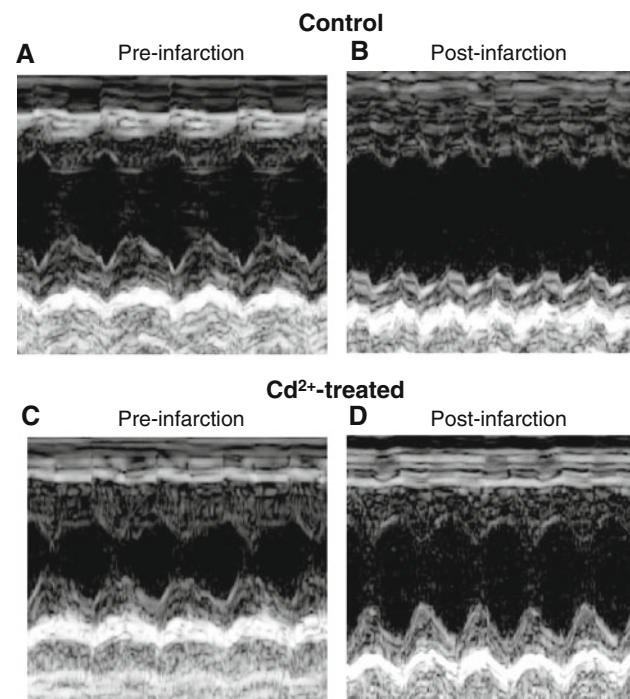 Control
A Pre-infarction B Post-infarction
Cd²⁺-treated
C Pre-infarction D Post-infarction